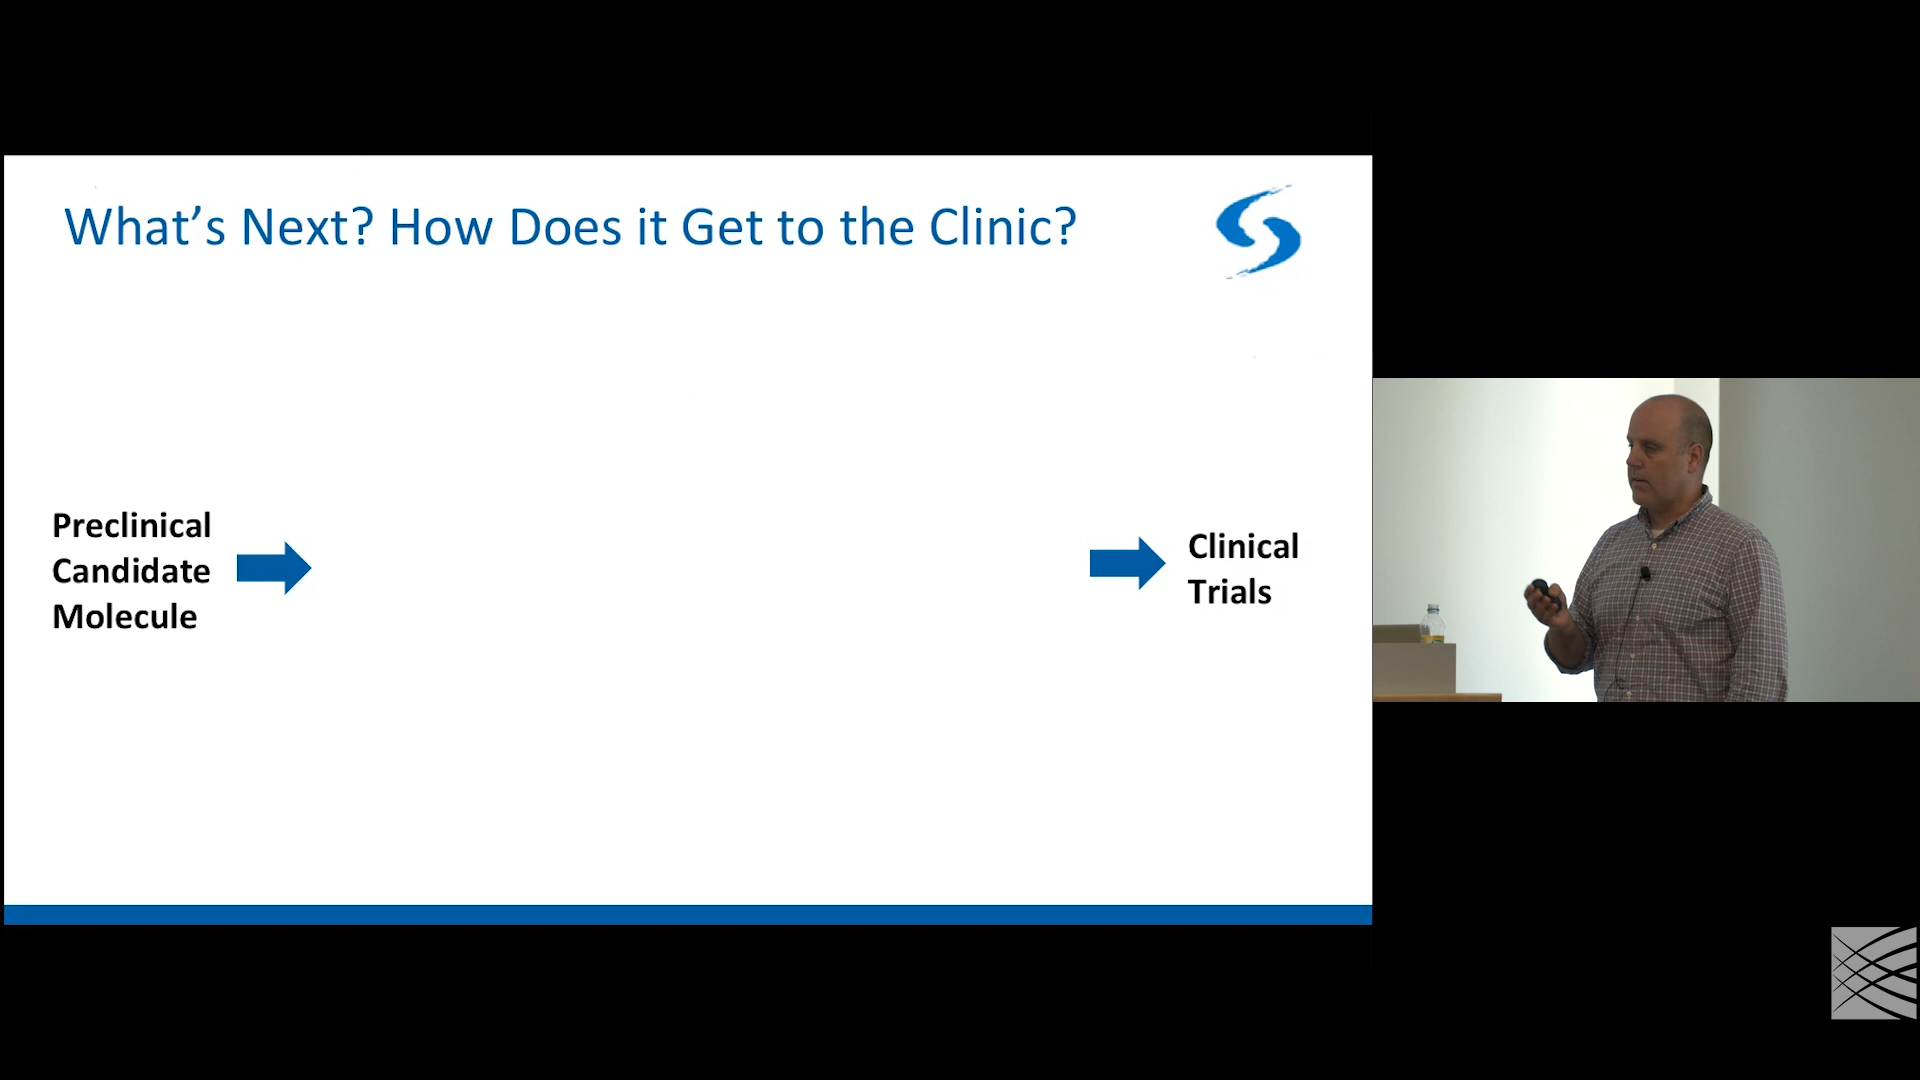 What’s Next? How Does it Get to the Clinic?
Preclinical
Candidate
Molecule
Clinical
Trials